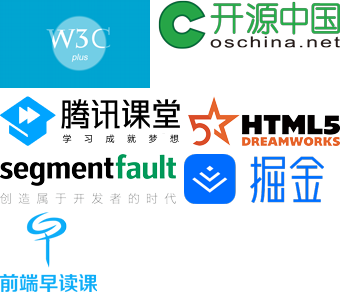 W3C
plus
开源中国
oschina.net
腾讯课堂
学习成就梦想
5
HTML5
DREAMWORKS
segmentfault
创造属于开发者的时代
掘金
前端早读课